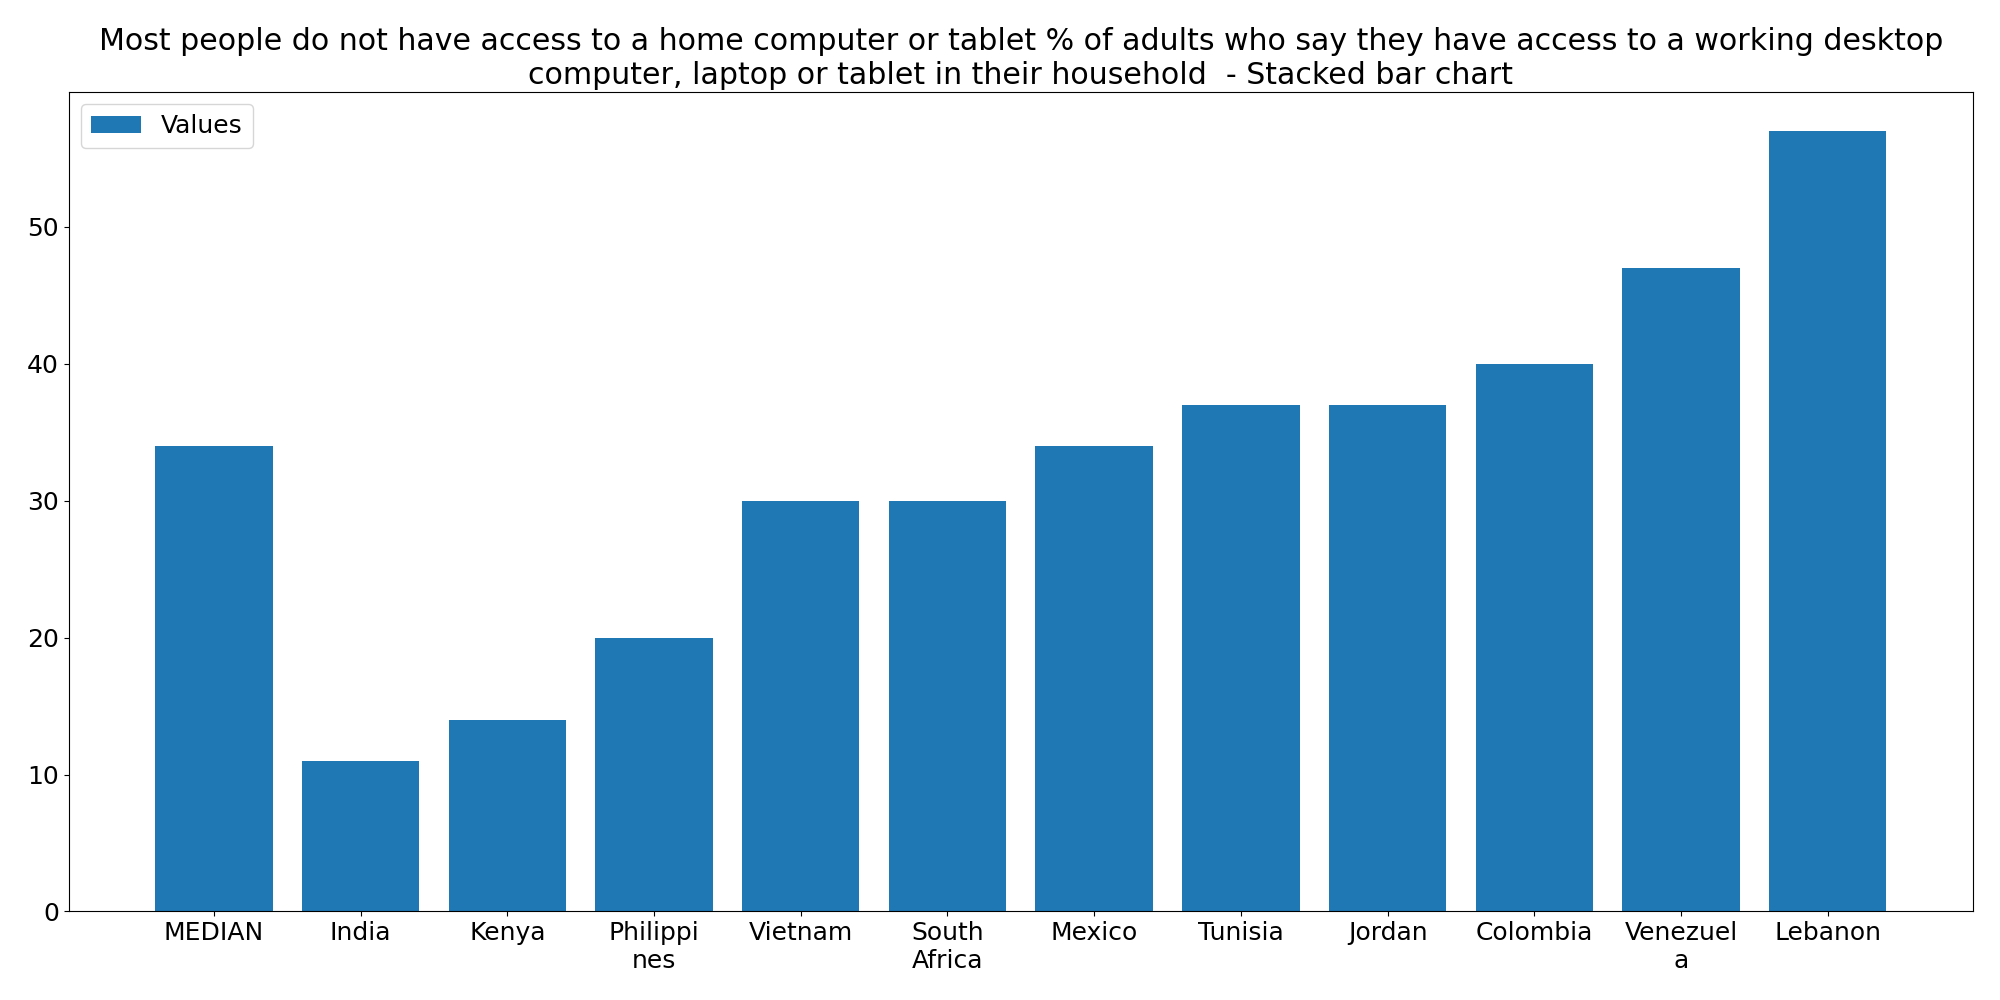 Most people do not have access to a home computer or tablet % of adults who say they have access to a working desktop
computer, laptop or tablet in their household  - Stacked bar chart
Values
50
40
30
20
10
0
MEDIAN India Kenya Philippi Vietnam South Mexico Tunisia Jordan Colombia Venezuel Lebanon
nes Africa a